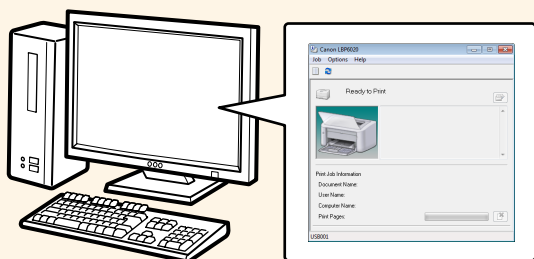 Canon LBP6020
Job Options Help
Ready to Print
Print Job Information
Document Name:
User Name:
Computer Name:
Print Pages:
USB001